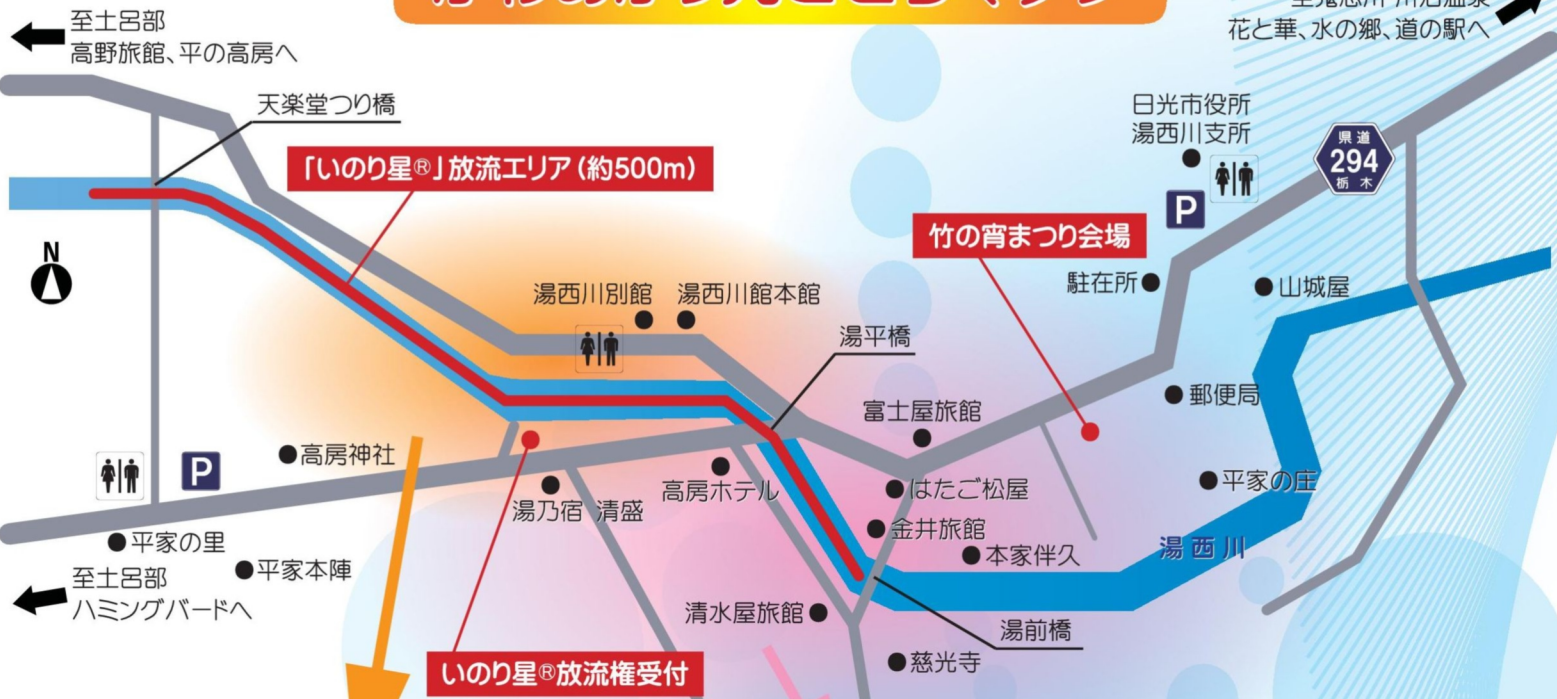 至土呂部
高野旅館、平の高房へ
花と華、水の郷、道の駅へ
天楽堂つり橋
日光市役所
湯西川支所
県道
294
栃木
「いのり星®」放流エリア(約500m)
P
竹の宵まつり会場
N
駐在所
山城屋
湯西川別館
湯西川館本館
湯平橋
郵便局
富士屋旅館
高房神社
P
高房ホテル
はたご松屋
平家の庄
湯乃宿 清盛
金井旅館
平家の里
本家伴久
湯西川
平家本陣
至土呂部
ハミングバードへ
清水屋旅館
湯前橋
慈光寺
いのり星®放流権受付